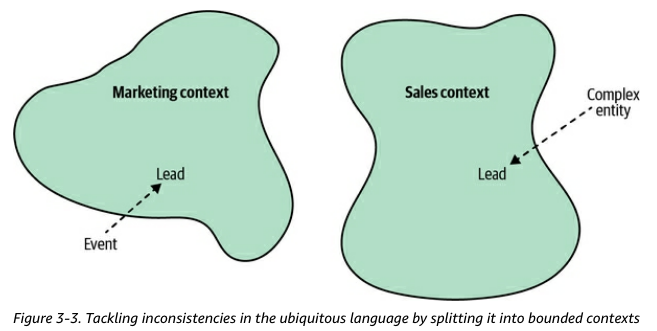 Marketing context
Lead
Event
Sales context
Complex
entity
Lead
Figure 3-3. Tackling inconsistencies in the ubiquitous language by splitting it into bounded contexts